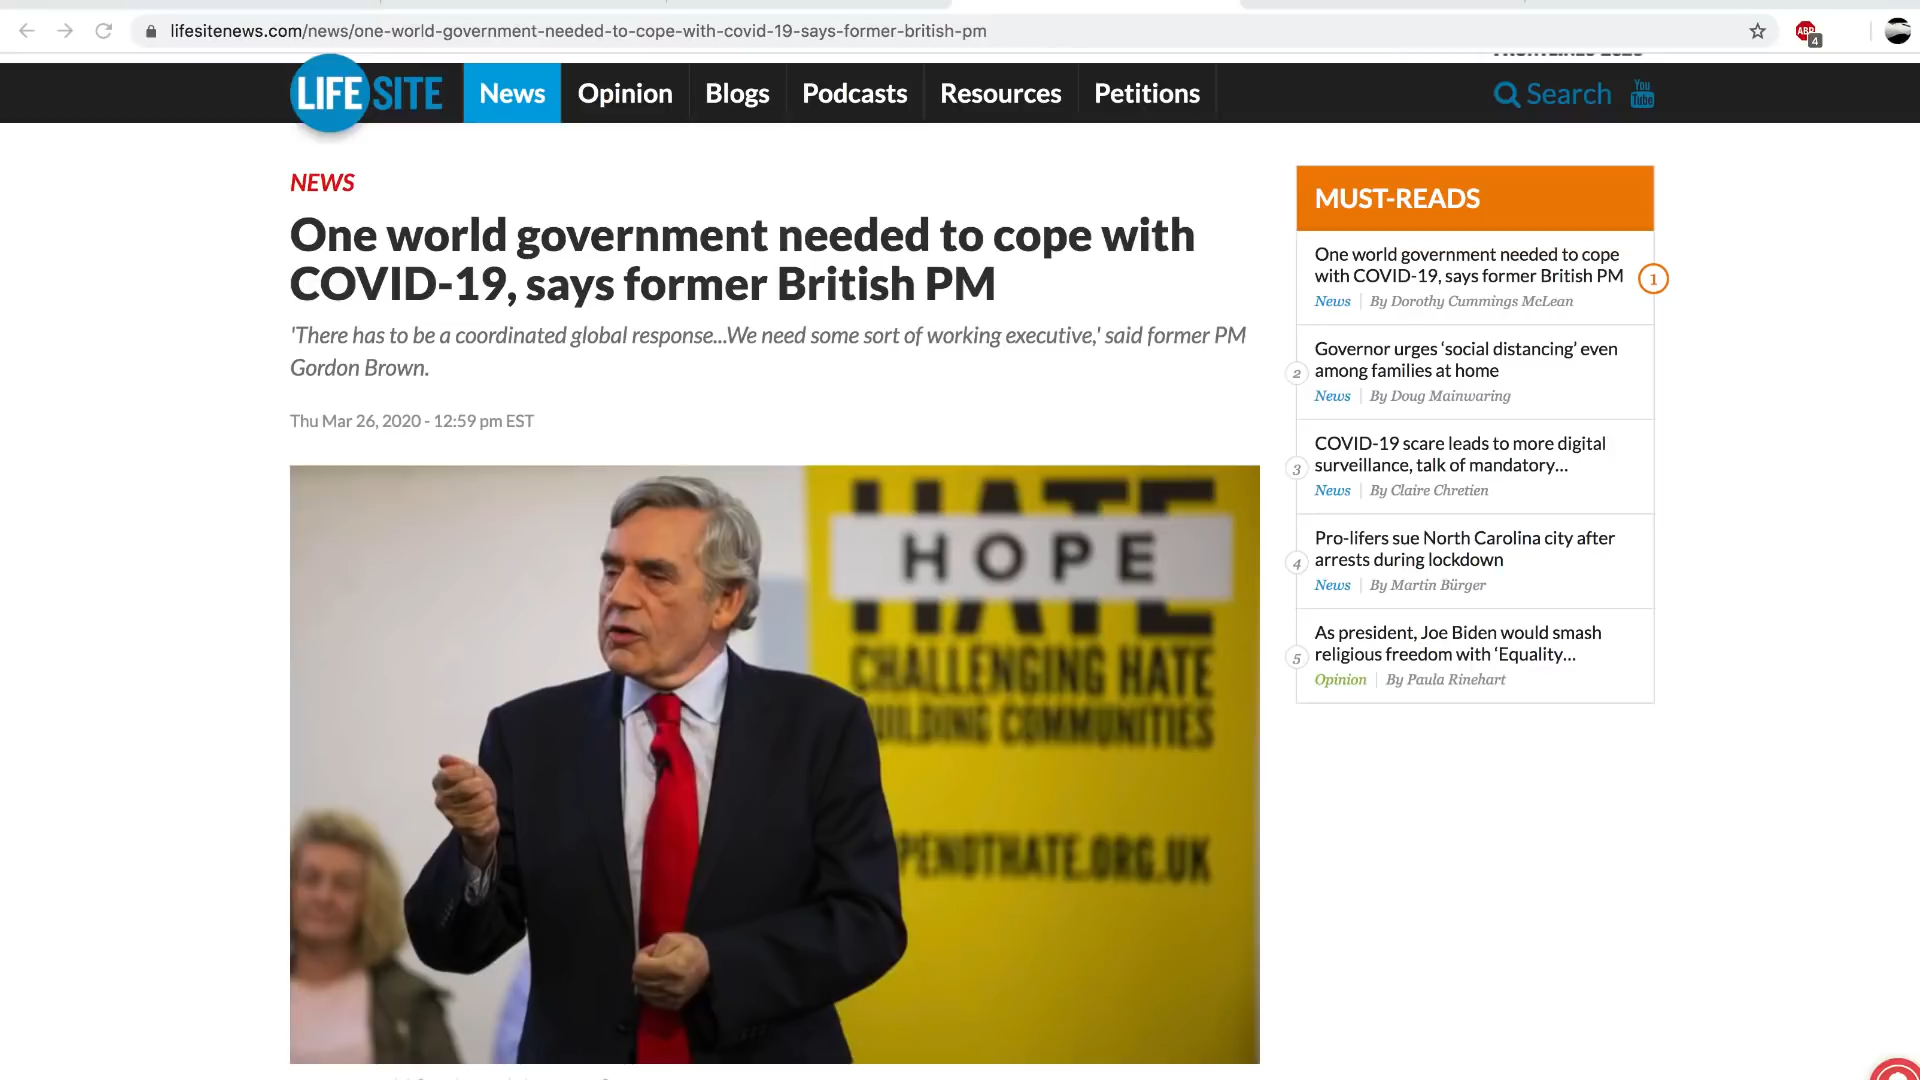 lifesitenews.com/news/one-world-government-needed-to-cope-with-covid-19-says-former-british-pm
ABP
4
LIFESITE
News
Opinion
Blogs
Podcasts
Resources
Petitions
Search
You
Tube
NEWS
One world government needed to cope with
COVID-19, says former British PM
'There has to be a coordinated global response...We need some sort of working executive,' said former PM
Gordon Brown.
Thu Mar 26, 2020 - 12:59 pm EST
HATE
HOPE
HATE
CHALLENGING HATE
UILDING COMMUNITIES
PENOTHATE.ORG.UK
MUST-READS
One world government needed to cope
with COVID-19, says former British PM
1
News | By Dorothy Cummings McLean
Governor urges ‘social distancing’ even
among families at home
2
News | By Doug Mainwaring
COVID-19 scare leads to more digital
surveillance, talk of mandatory...
3
News | By Claire Chretien
Pro-lifers sue North Carolina city after
arrests during lockdown
4
News | By Martin Bürger
As president, Joe Biden would smash
religious freedom with ‘Equality...
5
Opinion | By Paula Rinehart